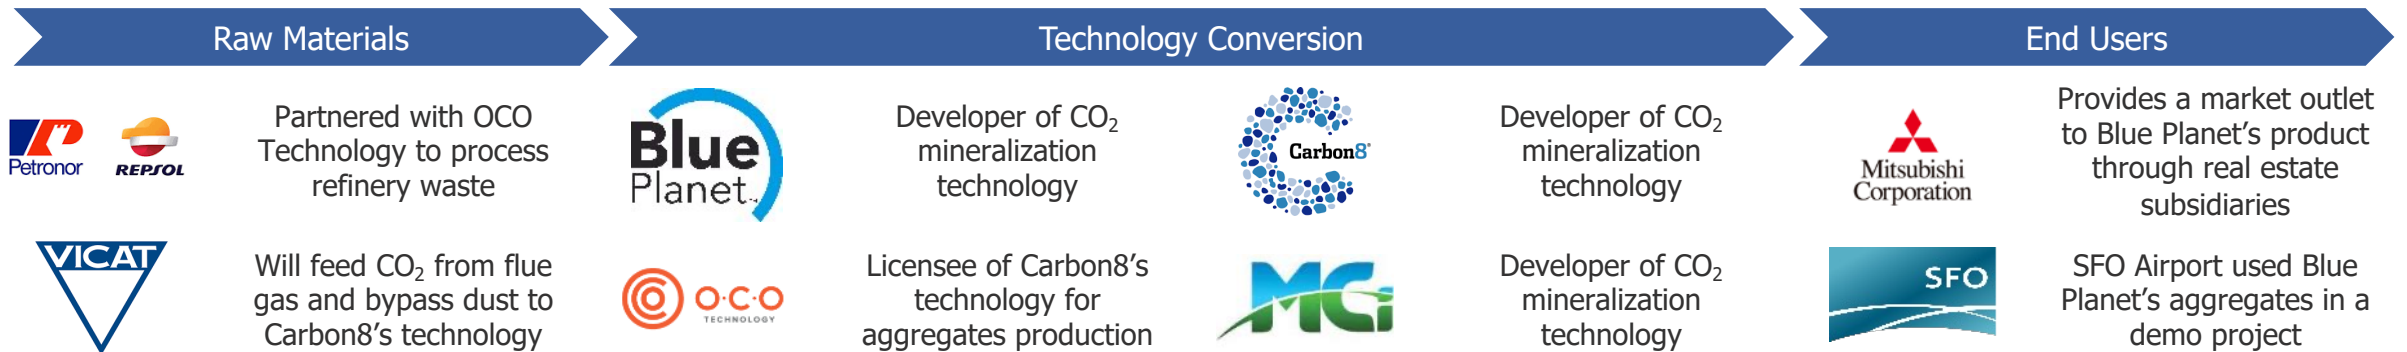 Raw Materials
Technology Conversion
End Users
Petronor
REPSOL
Partnered with OCO
Technology to process
refinery waste
Blue
Planet™
Developer of CO₂
mineralization
technology
Carbon8®
Developer of CO₂
mineralization
technology
Mitsubishi
Corporation
Provides a market outlet
to Blue Planet's product
through real estate
subsidiaries
VICAT
Will feed CO₂ from flue
gas and bypass dust to
Carbon8's technology
O·C·O
TECHNOLOGY
Licensee of Carbon8's
technology for
aggregates production
MCi
Developer of CO₂
mineralization
technology
SFO
SFO Airport used Blue
Planet's aggregates in a
demo project